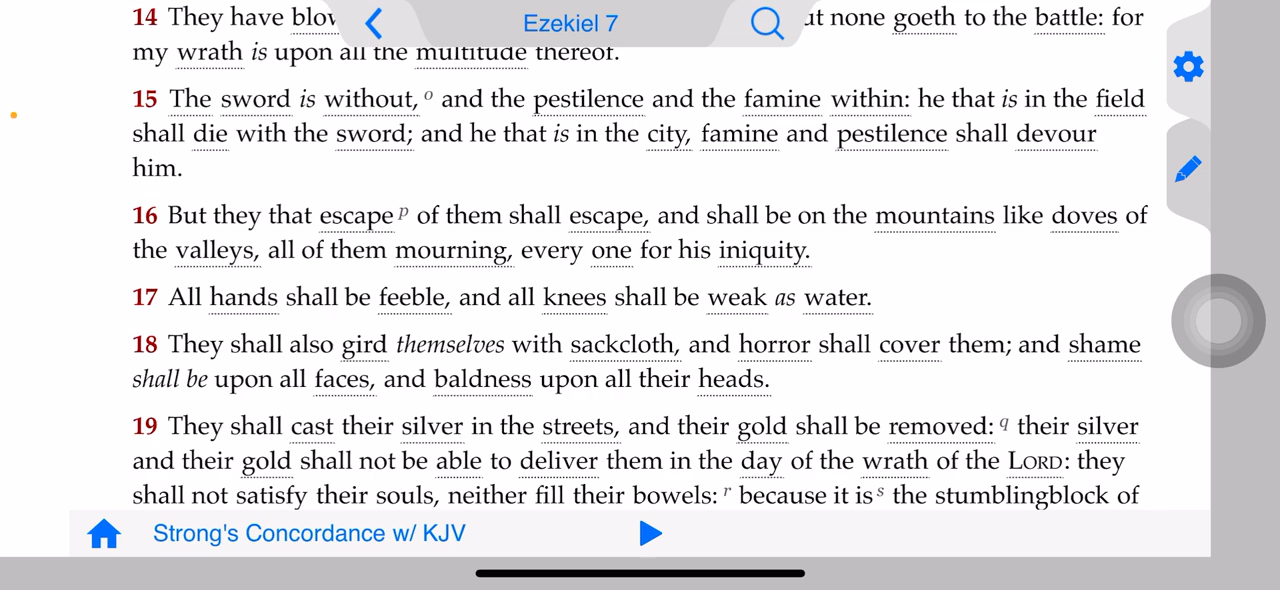 Ezekiel 7
14 They have none goeth to the battle: for
my wrath is upon all the multitude thereof.
15 The sword is without, o and the pestilence and the famine within: he that is in the field
shall die with the sword; and he that is in the city, famine and pestilence shall devour
him.
16 But they that escape p of them shall escape, and shall be on the mountains like doves of
the valleys, all of them mourning, every one for his iniquity.
17 All hands shall be feeble, and all knees shall be weak as water.
18 They shall also gird themselves with sackcloth, and horror shall cover them; and shame
shall be upon all faces, and baldness upon all their heads.
19 They shall cast their silver in the streets, and their gold shall be removed: q their silver
and their gold shall not be able to deliver them in the day of the wrath of the LORD: they
shall not satisfy their souls, neither fill their bowels: r because it is s the stumblingblock of
Strong's Concordance w/ KJV